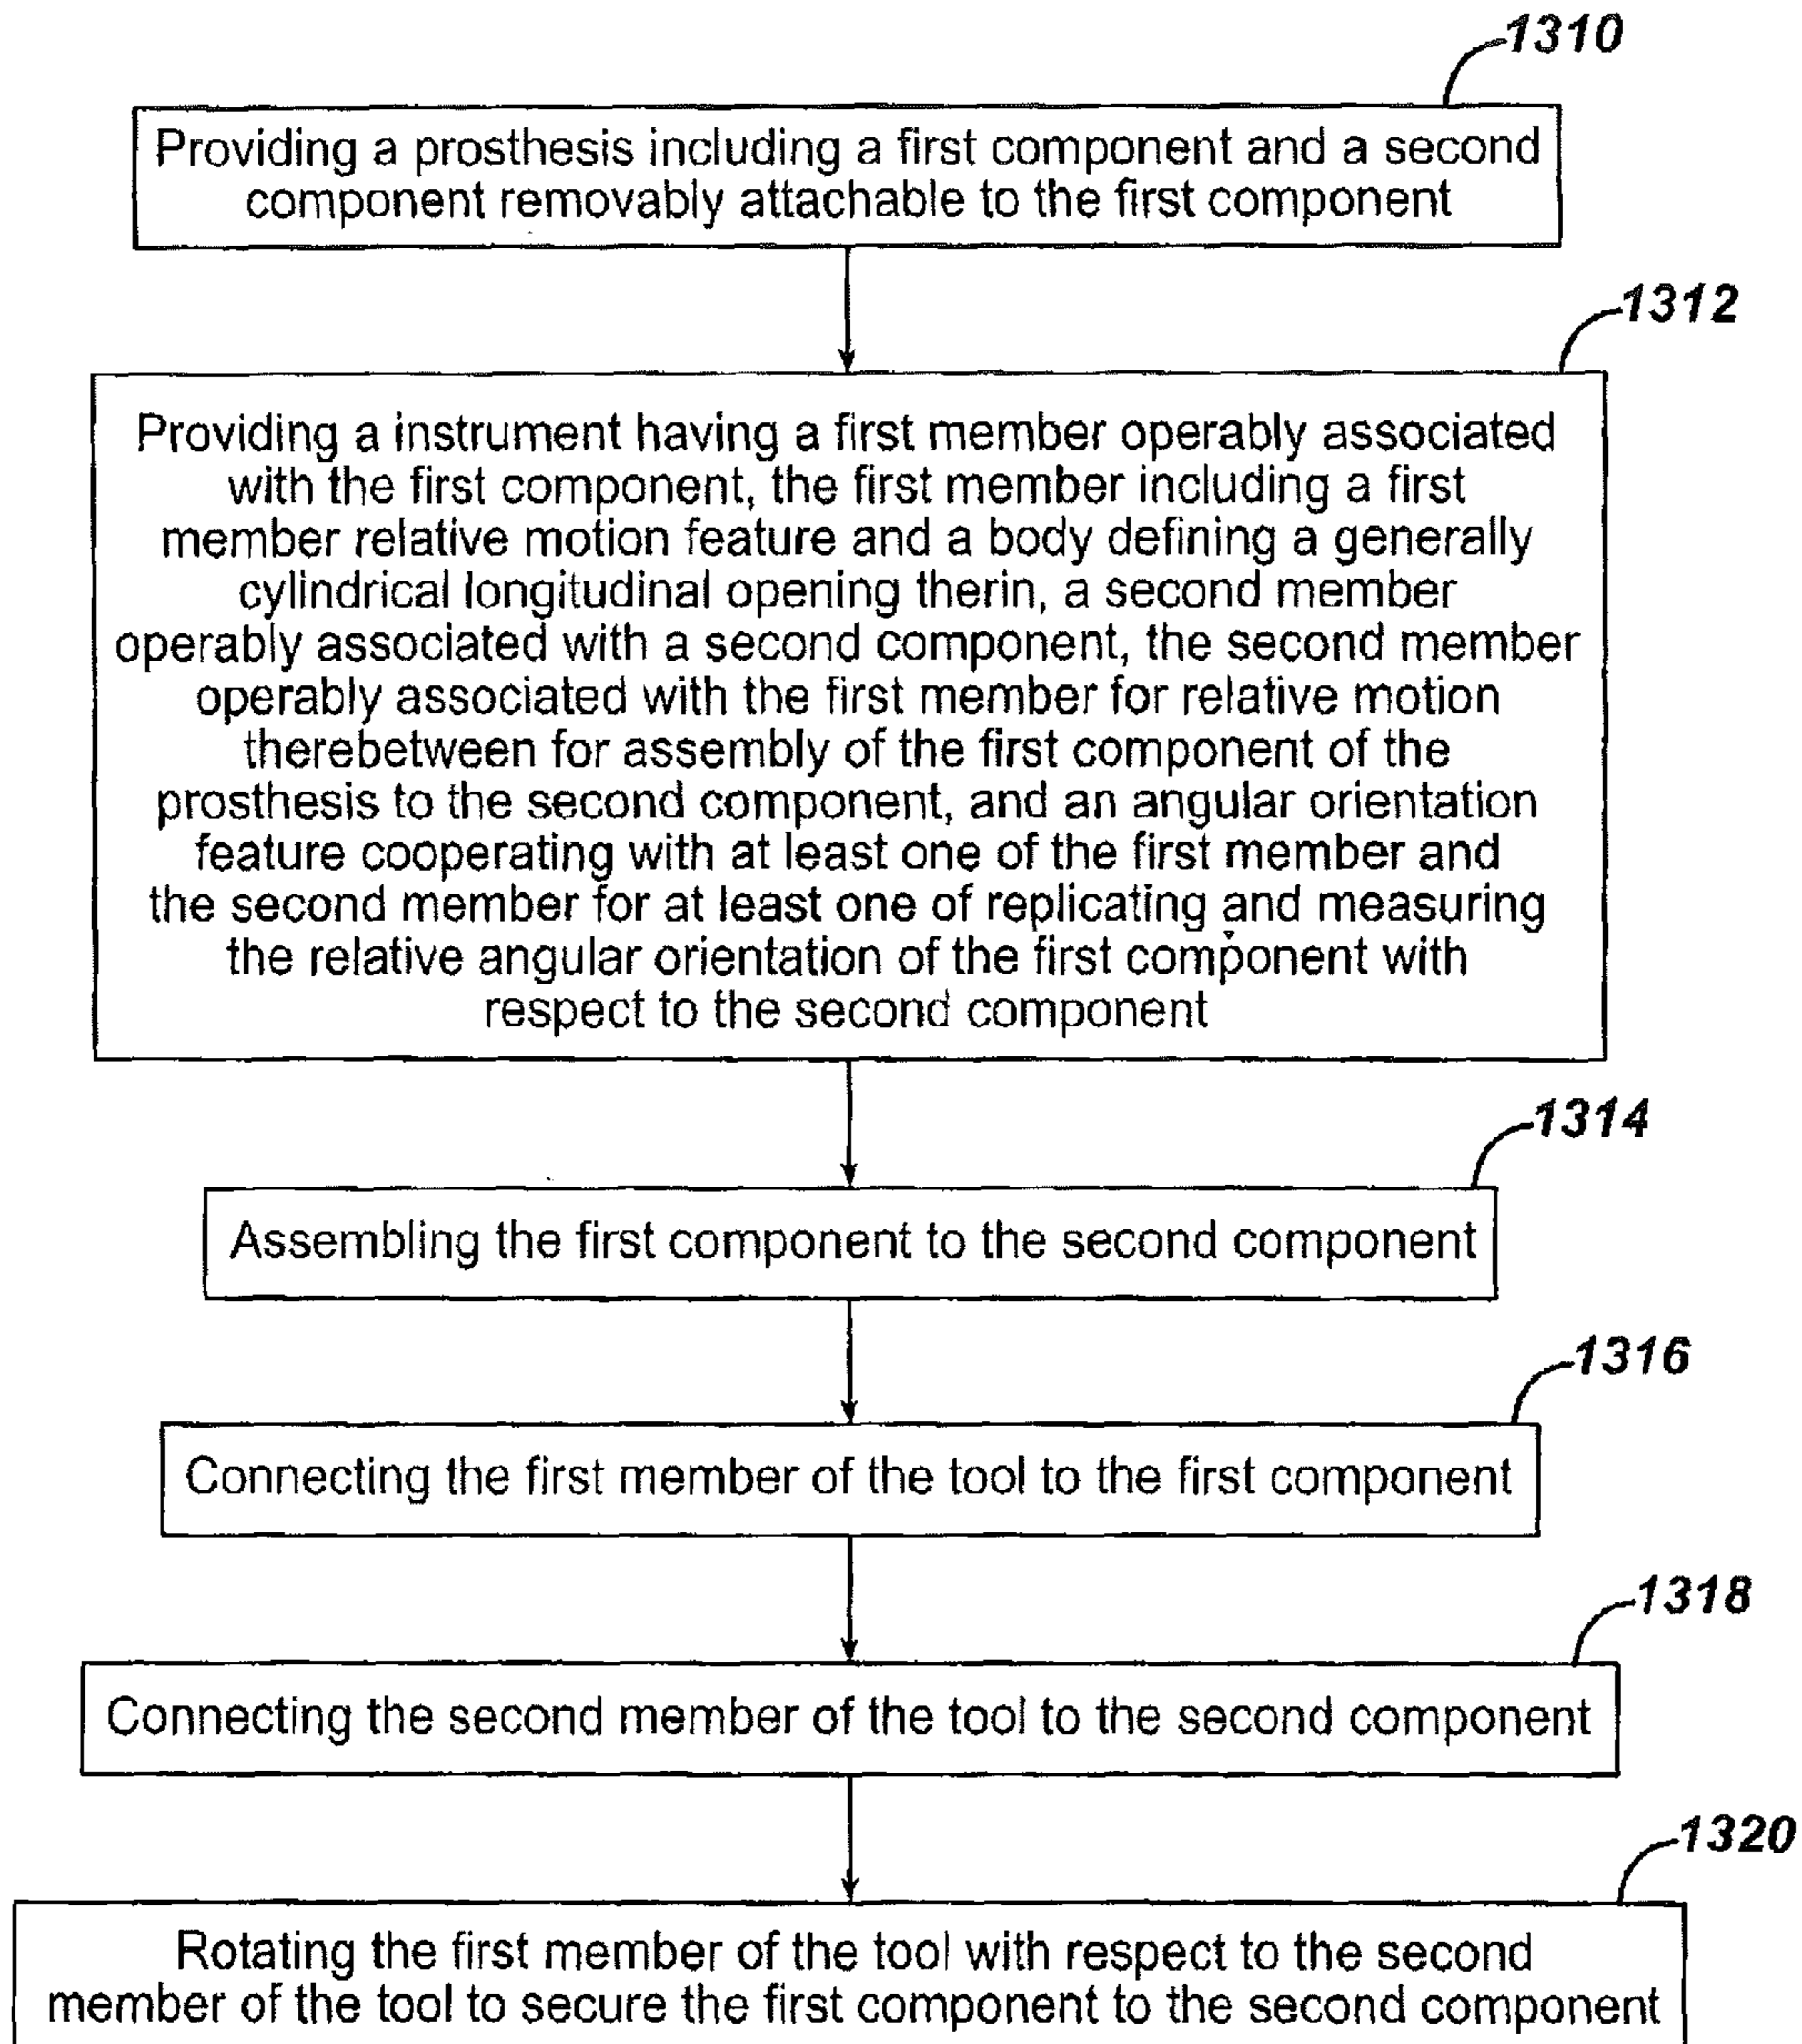 1310
Providing a prosthesis including a first component and a second
component removably attachable to the first component
1312
Providing a instrument having a first member operably associated
with the first component, the first member including a first
member relative motion feature and a body defining a generally
cylindrical longitudinal opening therin, a second member
operably associated with a second component, the second member
operably associated with the first member for relative motion
therebetween for assembly of the first component of the
prosthesis to the second component, and an angular orientation
feature cooperating with at least one of the first member and
the second member for at least one of replicating and measuring
the relative angular orientation of the first component with
respect to the second component
1314
Assembling the first component to the second component
1316
Connecting the first member of the tool to the first component
1318
Connecting the second member of the tool to the second component
1320
Rotating the first member of the tool with respect to the second
member of the tool to secure the first component to the second component